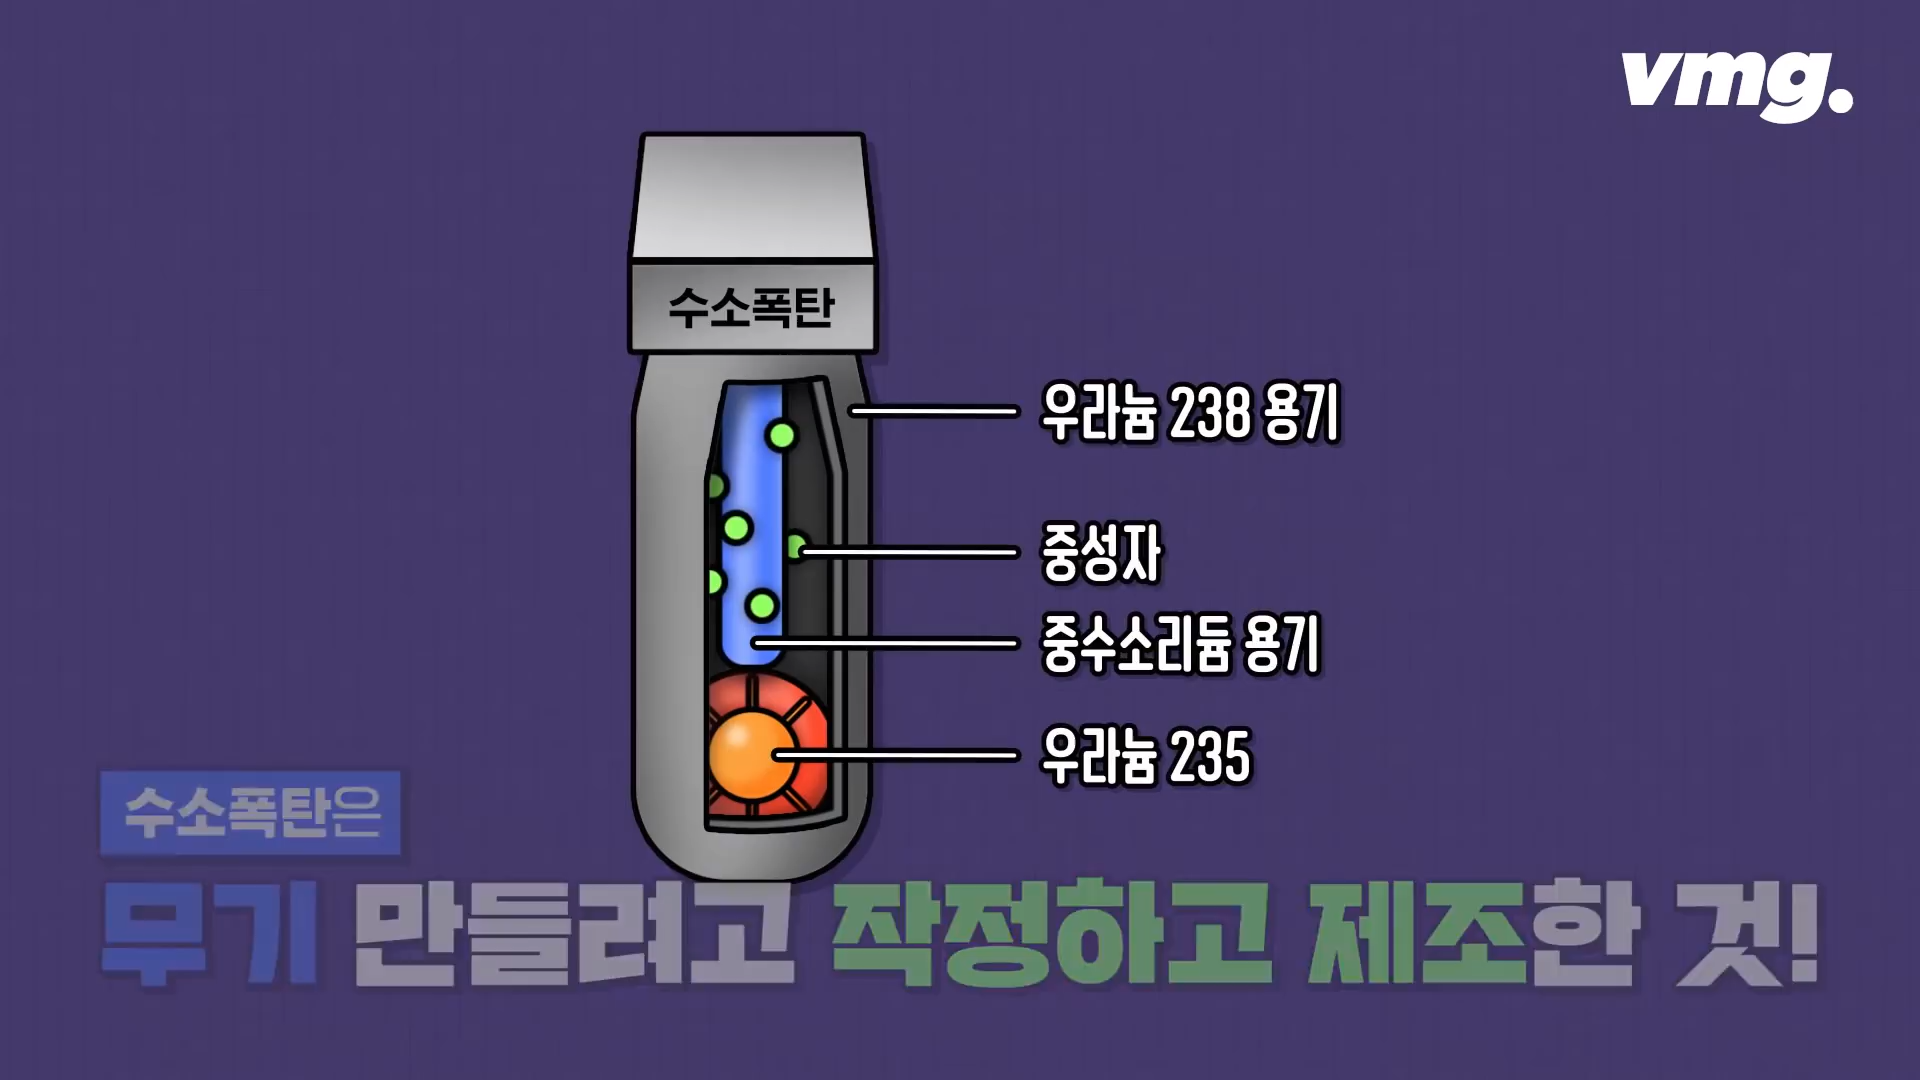 vmg.
수소폭탄
우라늄 238 용기
중성자
중수소리튬 용기
우라늄 235
수소폭탄은
무기 만들려고 작정하고 제조한 것!